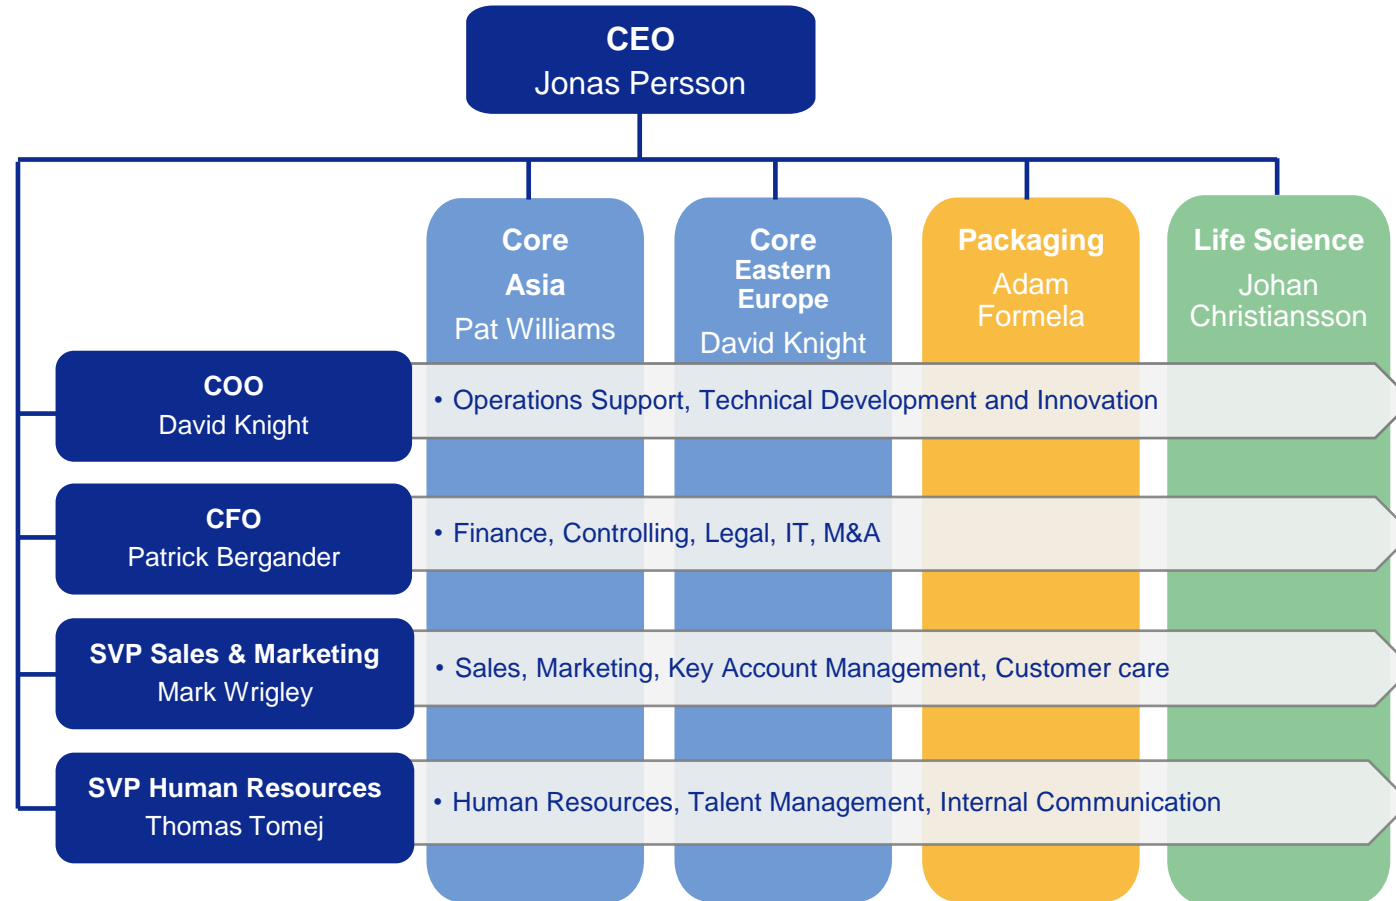 CEO
Jonas Persson
Core
Asia
Pat Williams
Core
Eastern
Europe
David Knight
Packaging
Adam
Formela
Life Science
Johan
Christiansson
COO
David Knight
• Operations Support, Technical Development and Innovation
CFO
Patrick Bergander
• Finance, Controlling, Legal, IT, M&A
SVP Sales & Marketing
Mark Wrigley
• Sales, Marketing, Key Account Management, Customer care
SVP Human Resources
Thomas Tomej
• Human Resources, Talent Management, Internal Communication